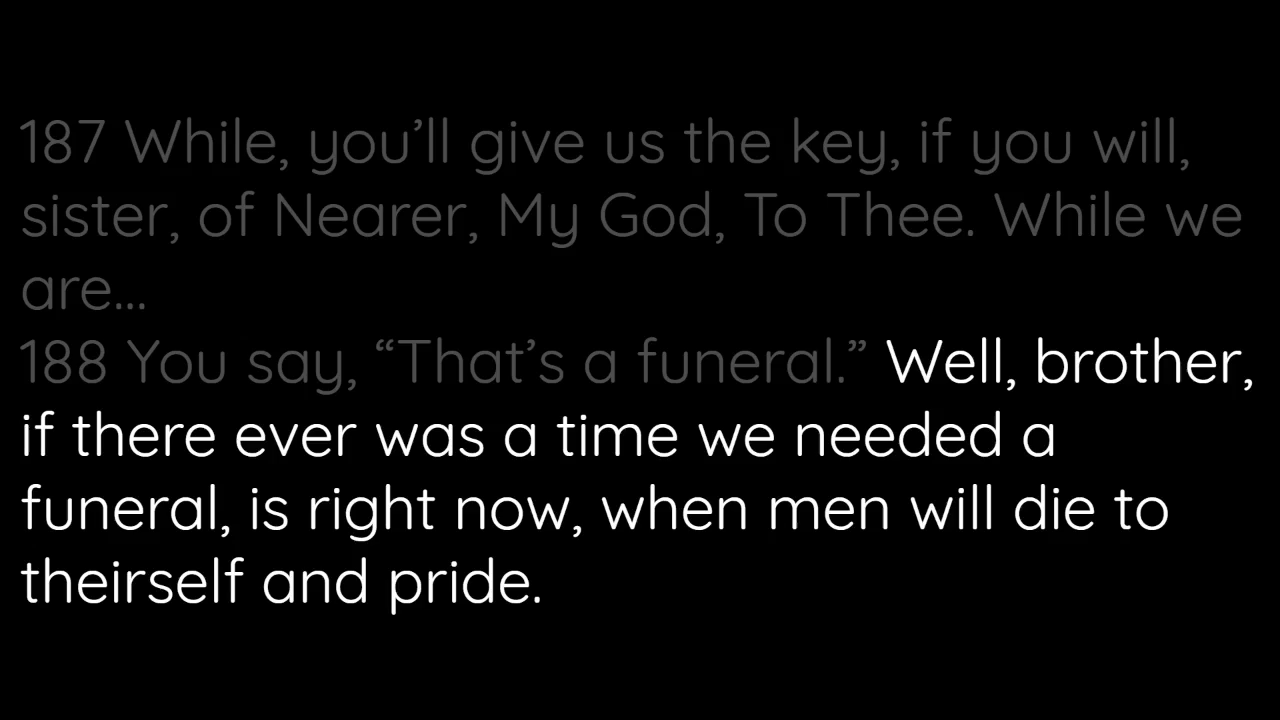 187 While, you’ll give us the key, if you will,
sister, of Nearer, My God, To Thee. While we
are...
188 You say, “That’s a funeral.” Well, brother,
if there ever was a time we needed a
funeral, is right now, when men will die to
theirself and pride.